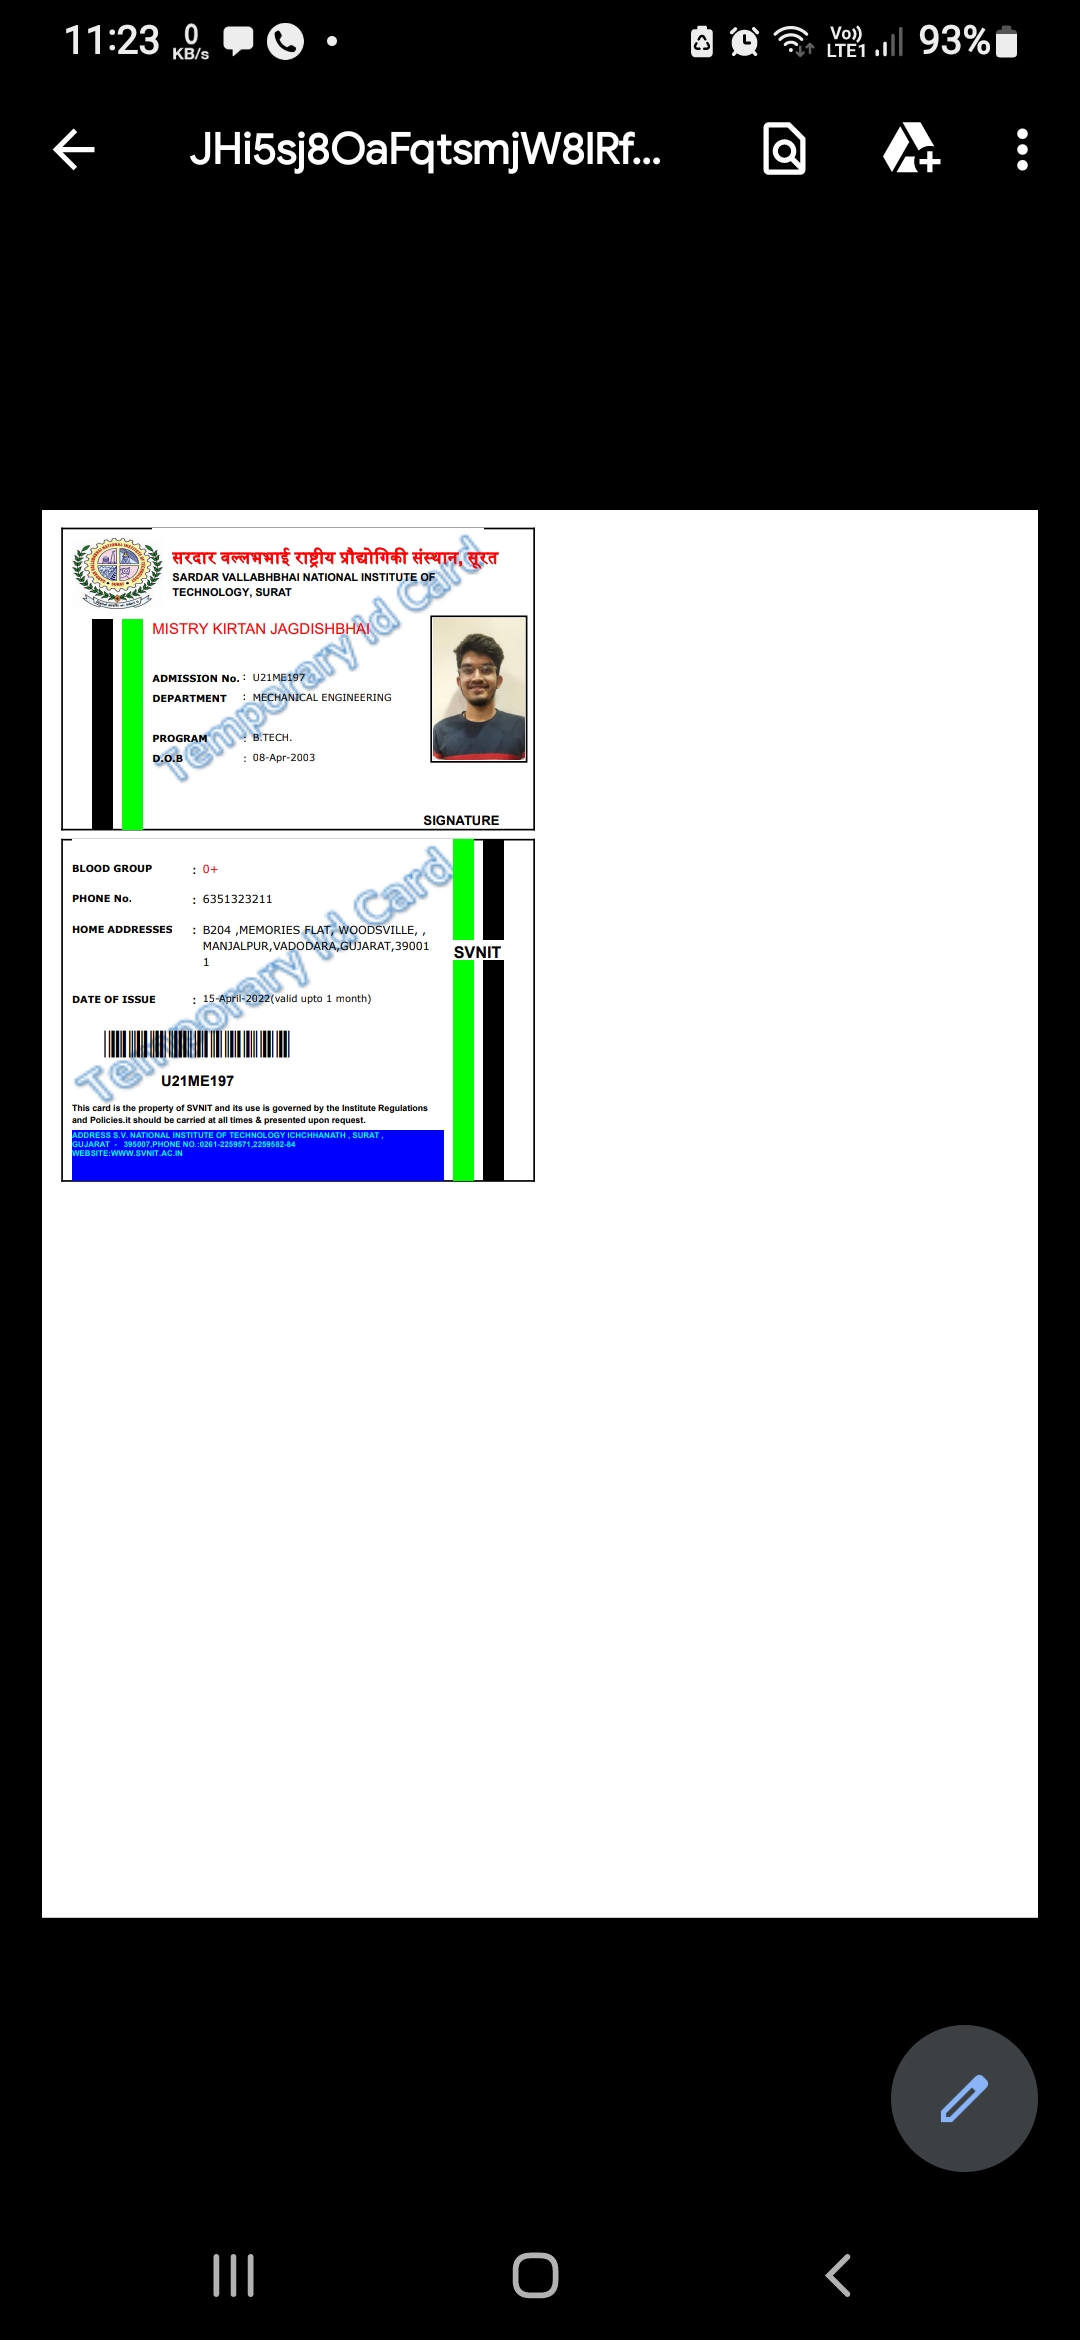 11:23 0 KB/s Vo)) LTE1 93%
JHi5sj8OaFqtsmjW8lRf...
सरदार वल्लभभाई राष्ट्रीय प्रौद्योगिकी संस्थान, सूरत
SARDAR VALLABHBHAI NATIONAL INSTITUTE OF
TECHNOLOGY, SURAT
MISTRY KIRTAN JAGDISHBHAI
ADMISSION No. : U21ME197
DEPARTMENT : MECHANICAL ENGINEERING
PROGRAM : B.TECH.
D.O.B : 08-Apr-2003
Temporary Id Card
SIGNATURE
BLOOD GROUP : 0+
PHONE No. : 6351323211
HOME ADDRESSES : B204 ,MEMORIES FLAT, WOODSVILLE, ,
MANJALPUR,VADODARA,GUJARAT,39001
1
SVNIT
DATE OF ISSUE : 15-April-2022(valid upto 1 month)
Temporary Id Card
U21ME197
This card is the property of SVNIT and its use is governed by the Institute Regulations
and Policies.it should be carried at all times & presented upon request.
ADDRESS S.V. NATIONAL INSTITUTE OF TECHNOLOGY ICHCHHANATH , SURAT ,
GUJARAT - 395007,PHONE NO.:0261-2259571,2259582-84
WEBSITE:WWW.SVNIT.AC.IN